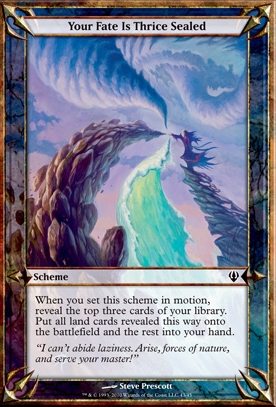 Your Fate Is Thrice Sealed
Scheme
When you set this scheme in motion,
reveal the top three cards of your library.
Put all land cards revealed this way onto
the battlefield and the rest into your hand.
"I can't abide laziness. Arise, forces of nature,
and serve your master!"
Steve Prescott
™ & © 1993–2010 Wizards of the Coast LLC 45/45